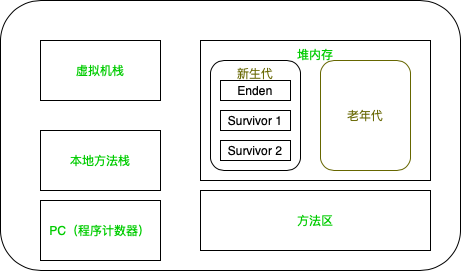 虚拟机栈
本地方法栈
PC（程序计数器）
堆内存
新生代
Enden
Survivor 1
Survivor 2
老年代
方法区